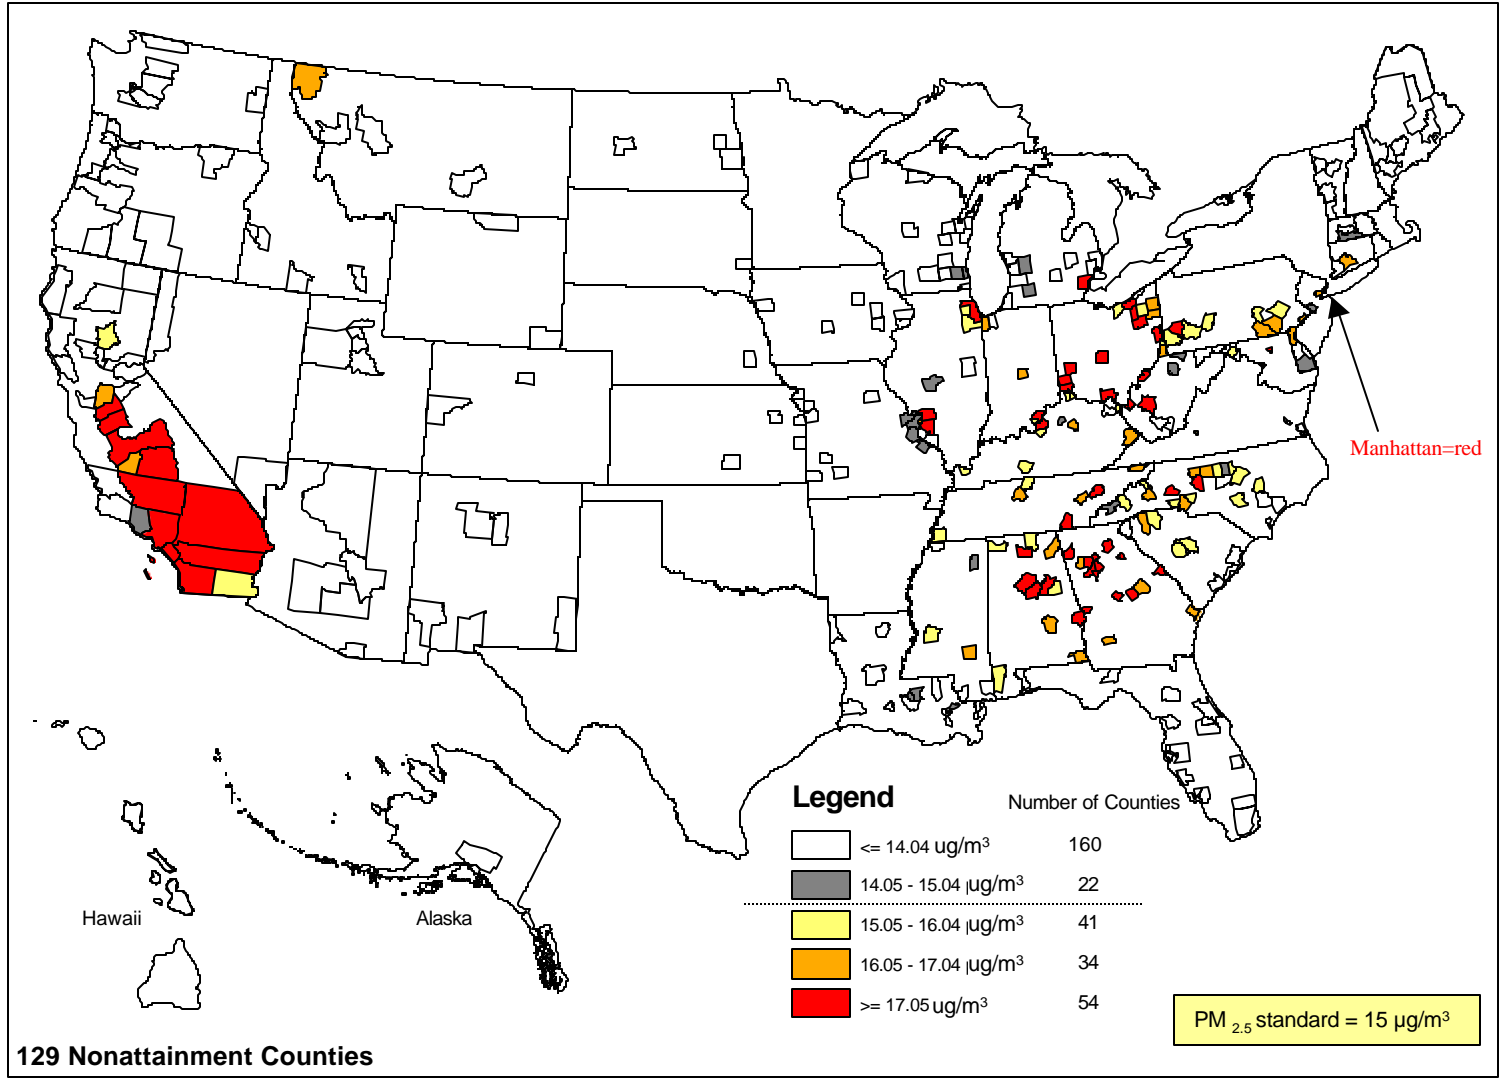 Manhattan=red
Legend Number of Counties
<= 14.04 ug/m³ 160
14.05 - 15.04 µg/m³ 22
15.05 - 16.04 µg/m³ 41
16.05 - 17.04 µg/m³ 34
>= 17.05 ug/m³ 54
Hawaii
Alaska
PM 2.5 standard = 15 µg/m³
129 Nonattainment Counties